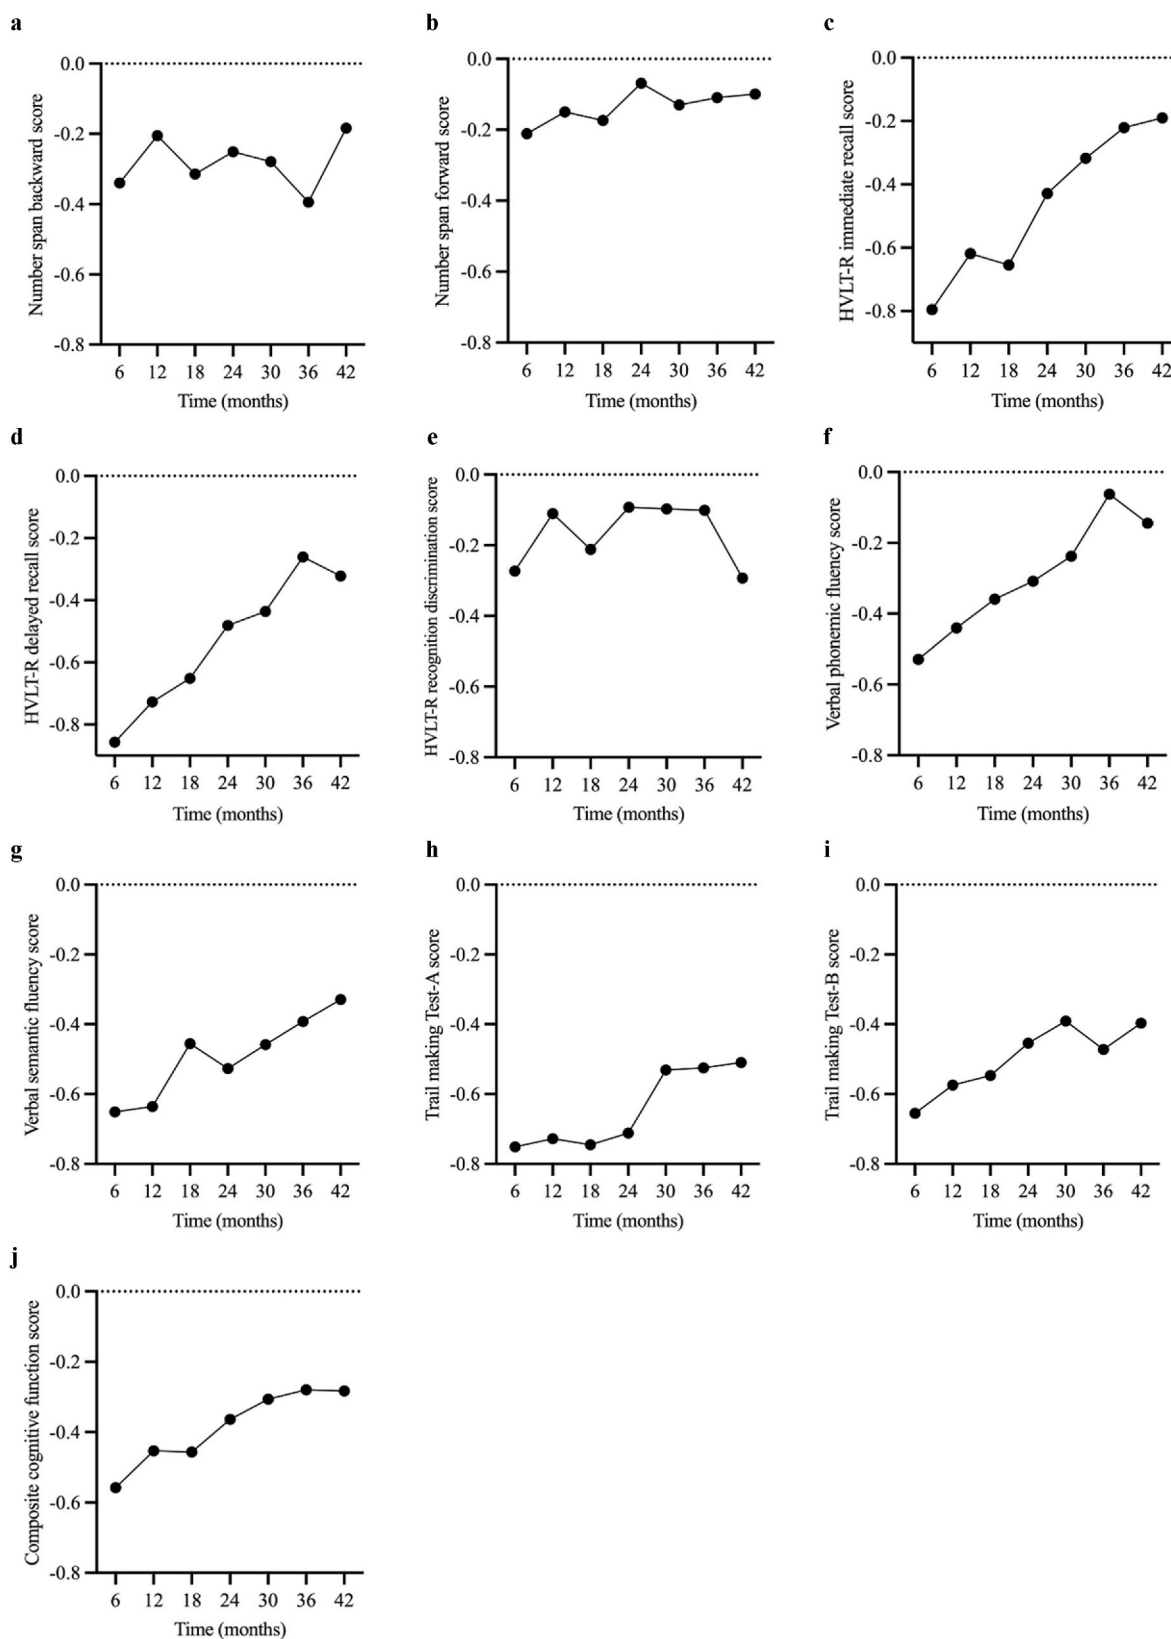 a
Number span backward score
0.0
-0.2
-0.4
-0.6
-0.8
6 12 18 24 30 36 42
Time (months)
b
Number span forward score
0.0
-0.2
-0.4
-0.6
-0.8
6 12 18 24 30 36 42
Time (months)
c
HVLT-R immediate recall score
0.0
-0.2
-0.4
-0.6
-0.8
6 12 18 24 30 36 42
Time (months)
d
HVLT-R delayed recall score
0.0
-0.2
-0.4
-0.6
-0.8
6 12 18 24 30 36 42
Time (months)
e
HVLT-R recognition discrimination score
0.0
-0.2
-0.4
-0.6
-0.8
6 12 18 24 30 36 42
Time (months)
f
Verbal phonemic fluency score
0.0
-0.2
-0.4
-0.6
-0.8
6 12 18 24 30 36 42
Time (months)
g
Verbal semantic fluency score
0.0
-0.2
-0.4
-0.6
-0.8
6 12 18 24 30 36 42
Time (months)
h
Trail making Test-A score
0.0
-0.2
-0.4
-0.6
-0.8
6 12 18 24 30 36 42
Time (months)
i
Trail making Test-B score
0.0
-0.2
-0.4
-0.6
-0.8
6 12 18 24 30 36 42
Time (months)
j
Composite cognitive function score
0.0
-0.2
-0.4
-0.6
-0.8
6 12 18 24 30 36 42
Time (months)